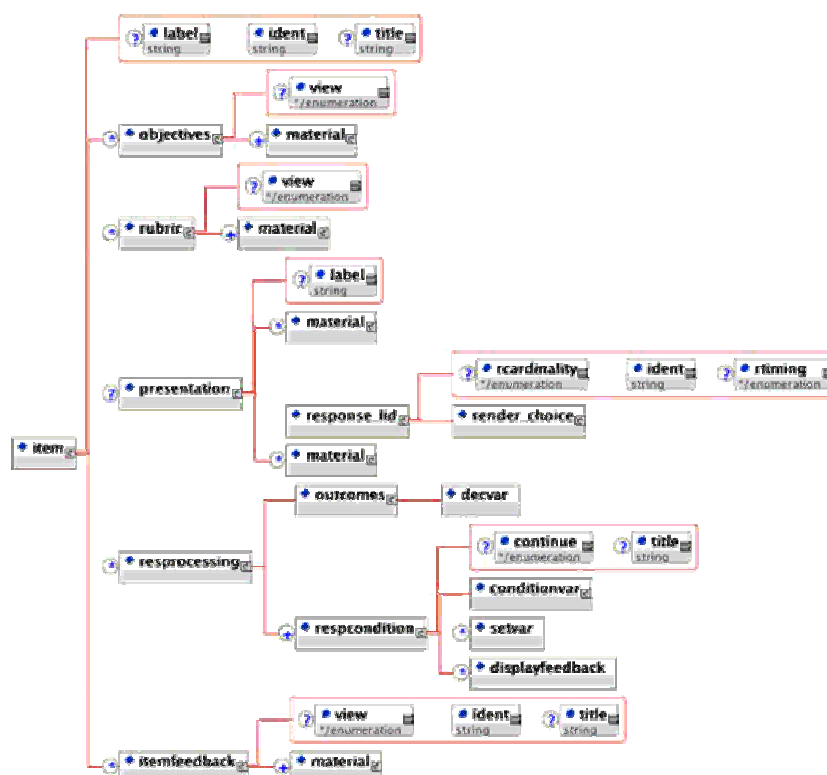 label ident title
string string string
view
*/enumeration
objectives material
view
*/enumeration
rubric material
label
string
material
presentation
rcardinality ident rtiming
*/enumeration string */enumeration
response_lid render_choice
item
material
outcomes decvar
continue title
*/enumeration string
resprocessing
conditionvar
respcondition setvar
displayfeedback
view ident title
*/enumeration string string
itemfeedback material